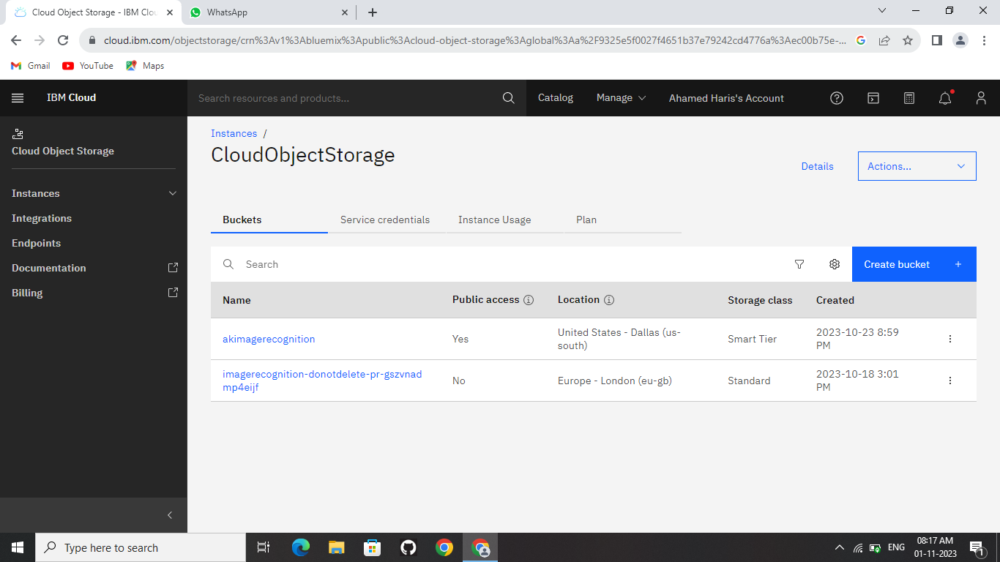 Cloud Object Storage - IBM Clou
WhatsApp
cloud.ibm.com/objectstorage/crn%3Av1%3Abluemix%3Apublic%3Acloud-object-storage%3Aglobal%3Aa%2F9325e5f0027f4651b37e79242cd4776a%3Aec00b75e-...
Gmail
YouTube
Maps
IBM Cloud
Search resources and products...
Catalog
Manage
Ahamed Haris's Account
Cloud Object Storage
Instances
Integrations
Endpoints
Documentation
Billing
Instances /
CloudObjectStorage
Details
Actions...
Buckets
Service credentials
Instance Usage
Plan
Search
Create bucket +
Name
Public access
Location
Storage class
Created
akimagerecognition
Yes
United States - Dallas (us-
south)
Smart Tier
2023-10-23 8:59
PM
imagerecognition-donotdelete-pr-gszvnad
mp4eijf
No
Europe - London (eu-gb)
Standard
2023-10-18 3:01
PM
Type here to search
ENG
08:17 AM
01-11-2023
1